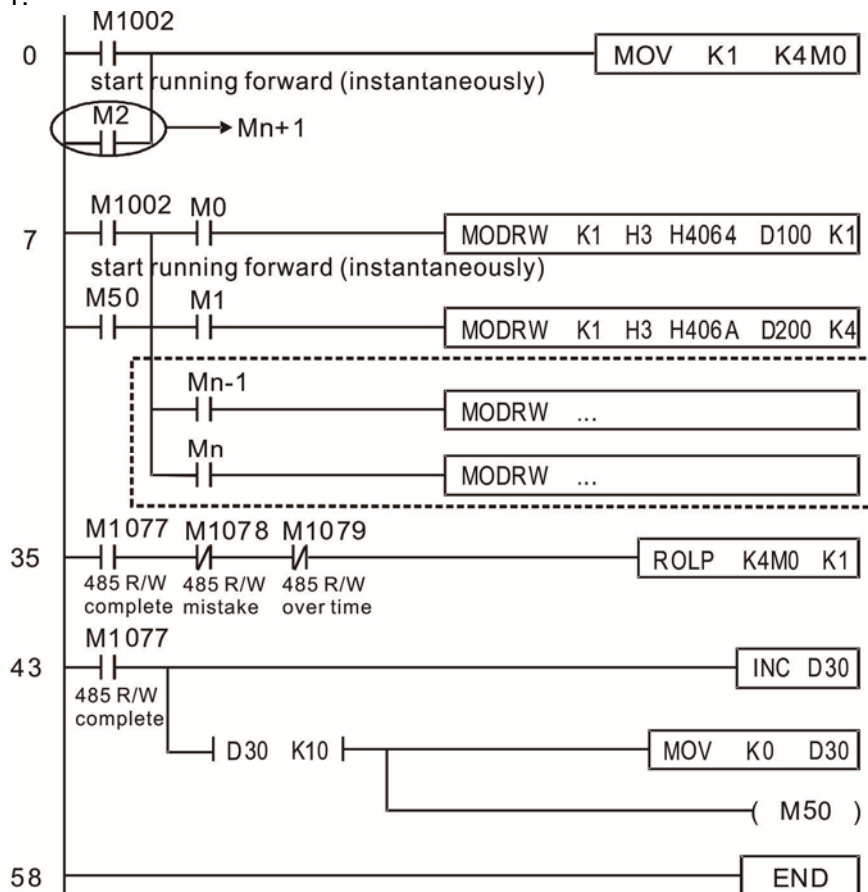 1.
M1002
0 MOV K1 K4M0
start running forward (instantaneously)
M2 Mn+1
M1002 M0
7 MODRW K1 H3 H4064 D100 K1
start running forward (instantaneously)
M50 M1
MODRW K1 H3 H406A D200 K4
Mn-1
MODRW ...
Mn
MODRW ...
M1077 M1078 M1079
35 ROLP K4M0 K1
485 R/W 485 R/W 485 R/W
complete mistake over time
M1077
43 INC D30
485 R/W
complete
D30 K10 MOV K0 D30
( M50 )
58 END